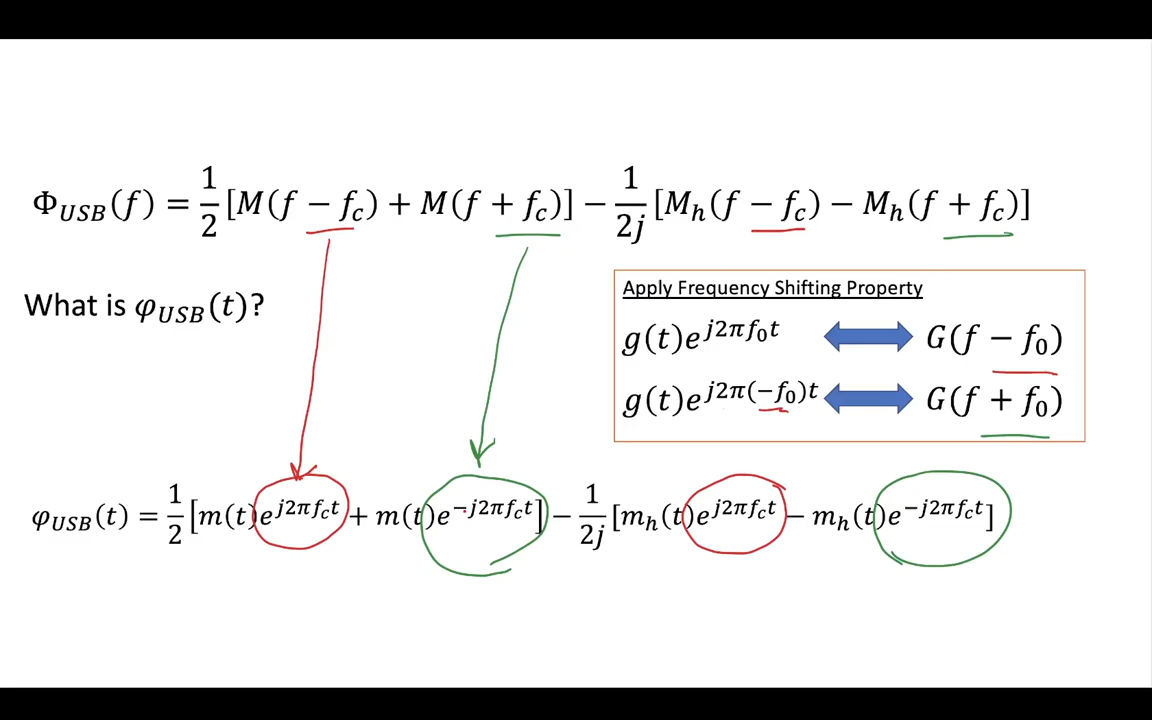 Φ_USB(f) = 1/2 [M(f − f_c) + M(f + f_c)] − 1/2j [M_h(f − f_c) − M_h(f + f_c)]
What is φ_USB(t)?
Apply Frequency Shifting Property
g(t)e^{j2πf_0t} G(f − f_0)
g(t)e^{j2π(−f_0)t} G(f + f_0)
φ_USB(t) = 1/2 [m(t)e^{j2πf_ct} + m(t)e^{−j2πf_ct}] − 1/2j [m_h(t)e^{j2πf_ct} − m_h(t)e^{−j2πf_ct}]